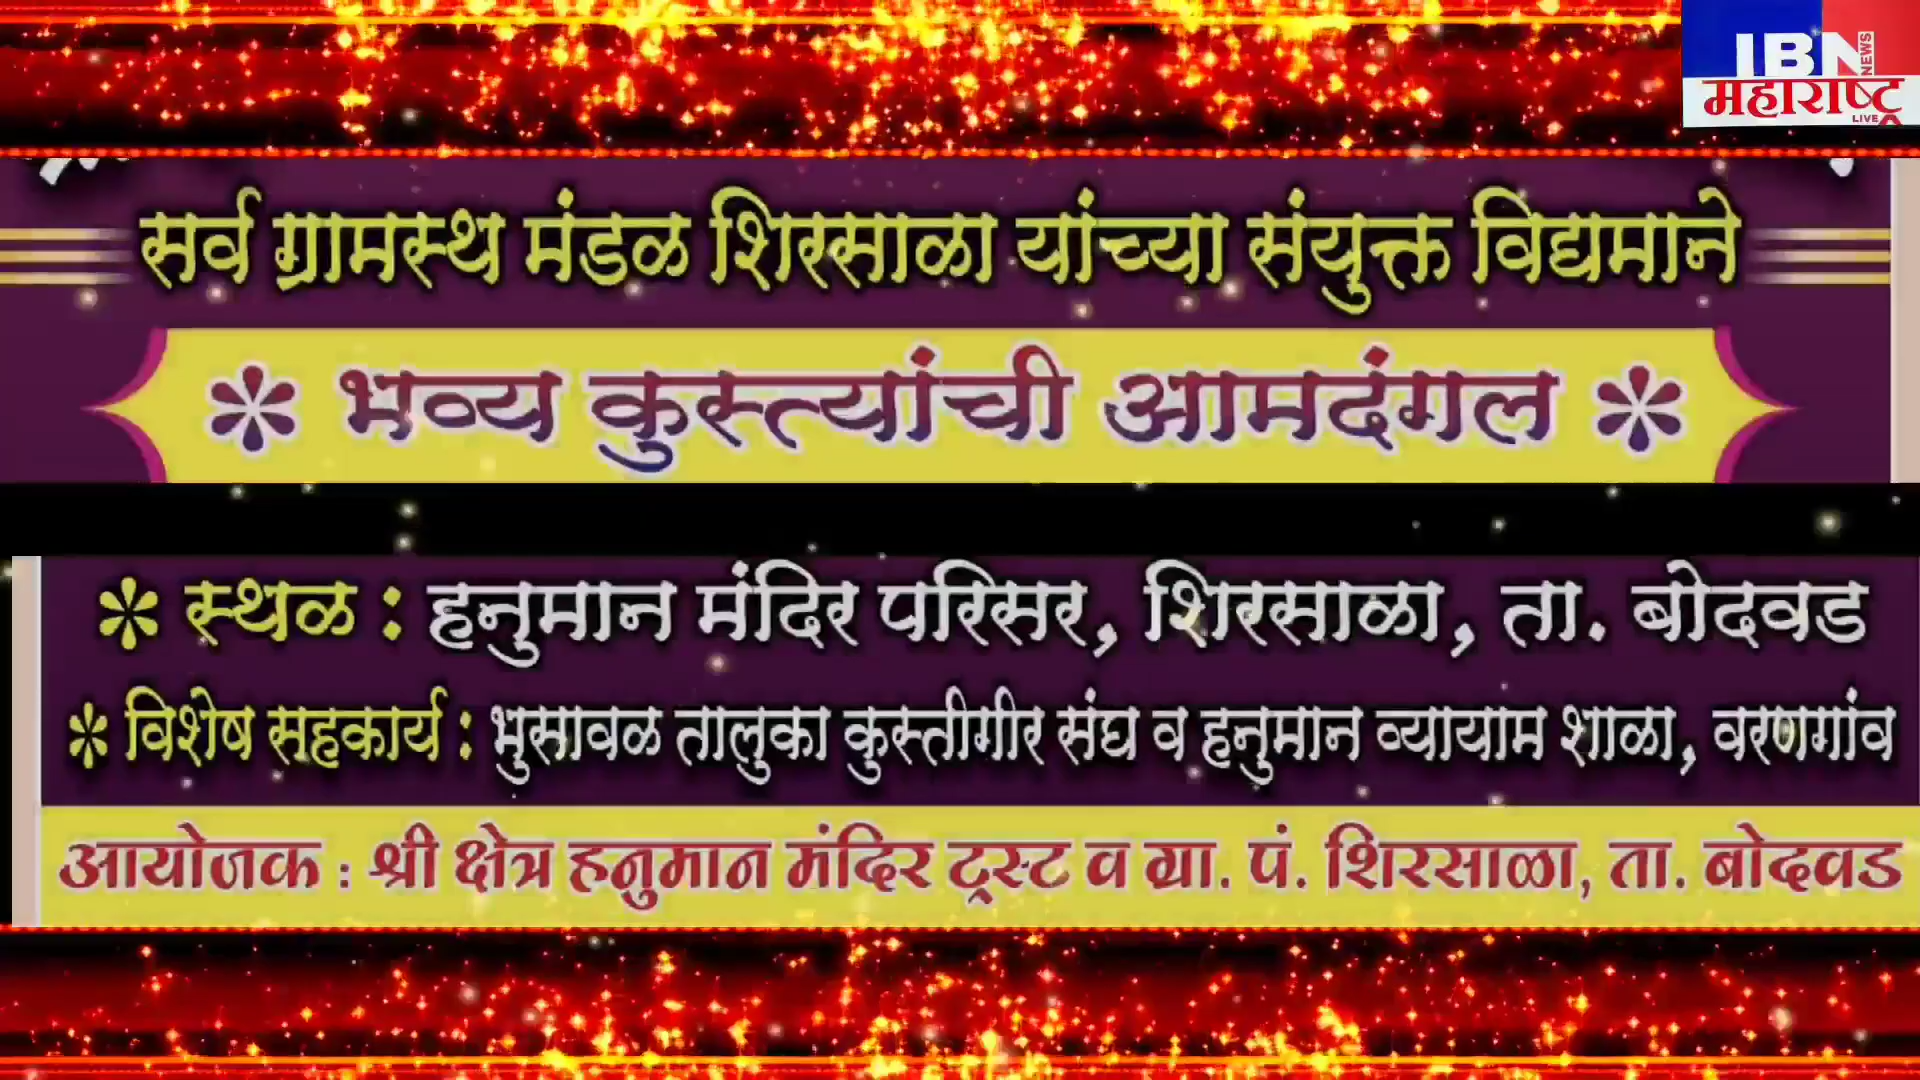 IBN NEWS
महाराष्ट्र
LIVE
सर्व ग्रामस्थ मंडळ शिरसाळा यांच्या संयुक्त विद्यमाने
* भव्य कुस्त्यांची आमदंगल *
* स्थळ : हनुमान मंदिर परिसर, शिरसाळा, ता. बोदवड
* विशेष सहकार्य : भुसावळ तालुका कुस्तीगीर संघ व हनुमान व्यायाम शाळा, वरणगांव
आयोजक : श्री क्षेत्र हनुमान मंदिर ट्रस्ट व ग्रा. पं. शिरसाळा, ता. बोदवड